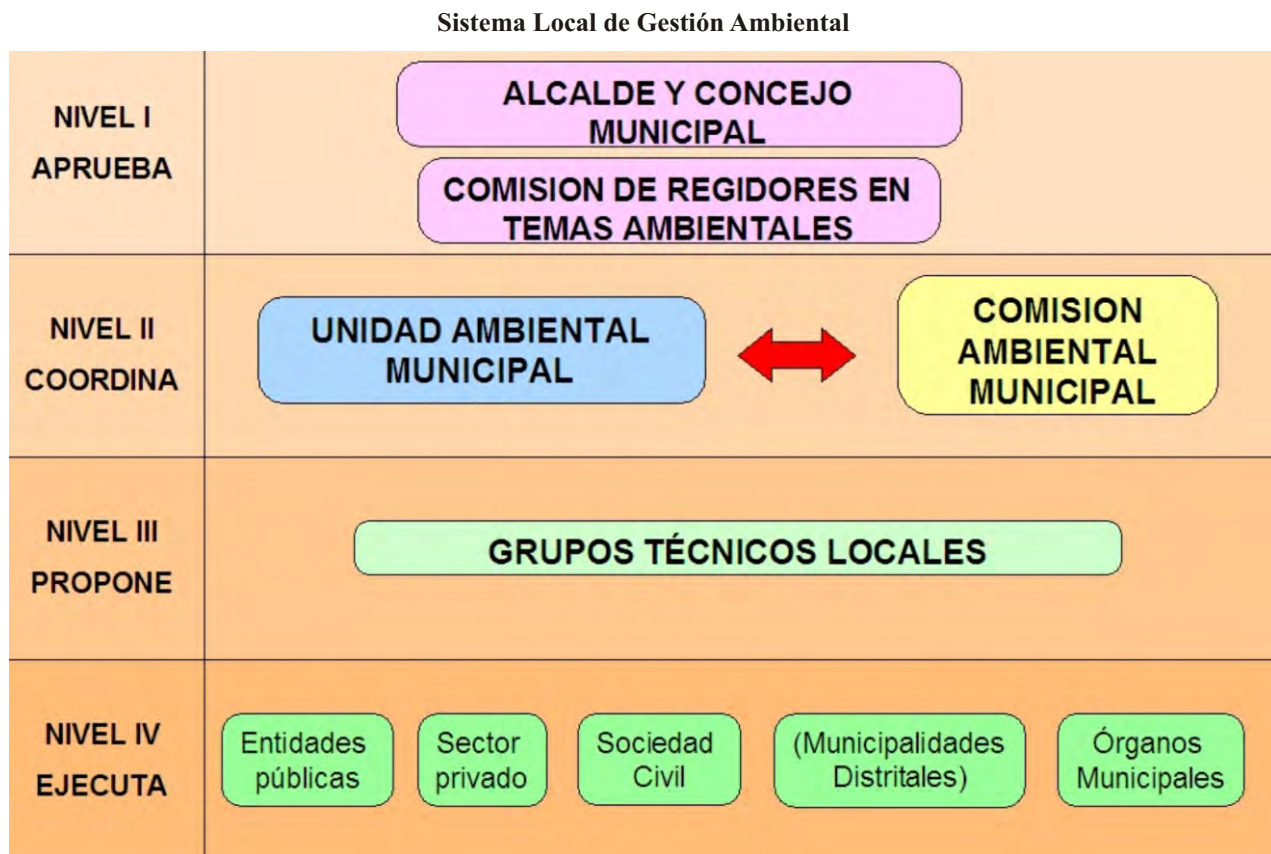 Sistema Local de Gestión Ambiental
NIVEL I
APRUEBA
ALCALDE Y CONCEJO
MUNICIPAL
COMISION DE REGIDORES EN
TEMAS AMBIENTALES
NIVEL II
COORDINA
UNIDAD AMBIENTAL
MUNICIPAL
COMISION
AMBIENTAL
MUNICIPAL
NIVEL III
PROPONE
GRUPOS TÉCNICOS LOCALES
NIVEL IV
EJECUTA
Entidades
públicas
Sector
privado
Sociedad
Civil
(Municipalidades
Distritales)
Órganos
Municipales